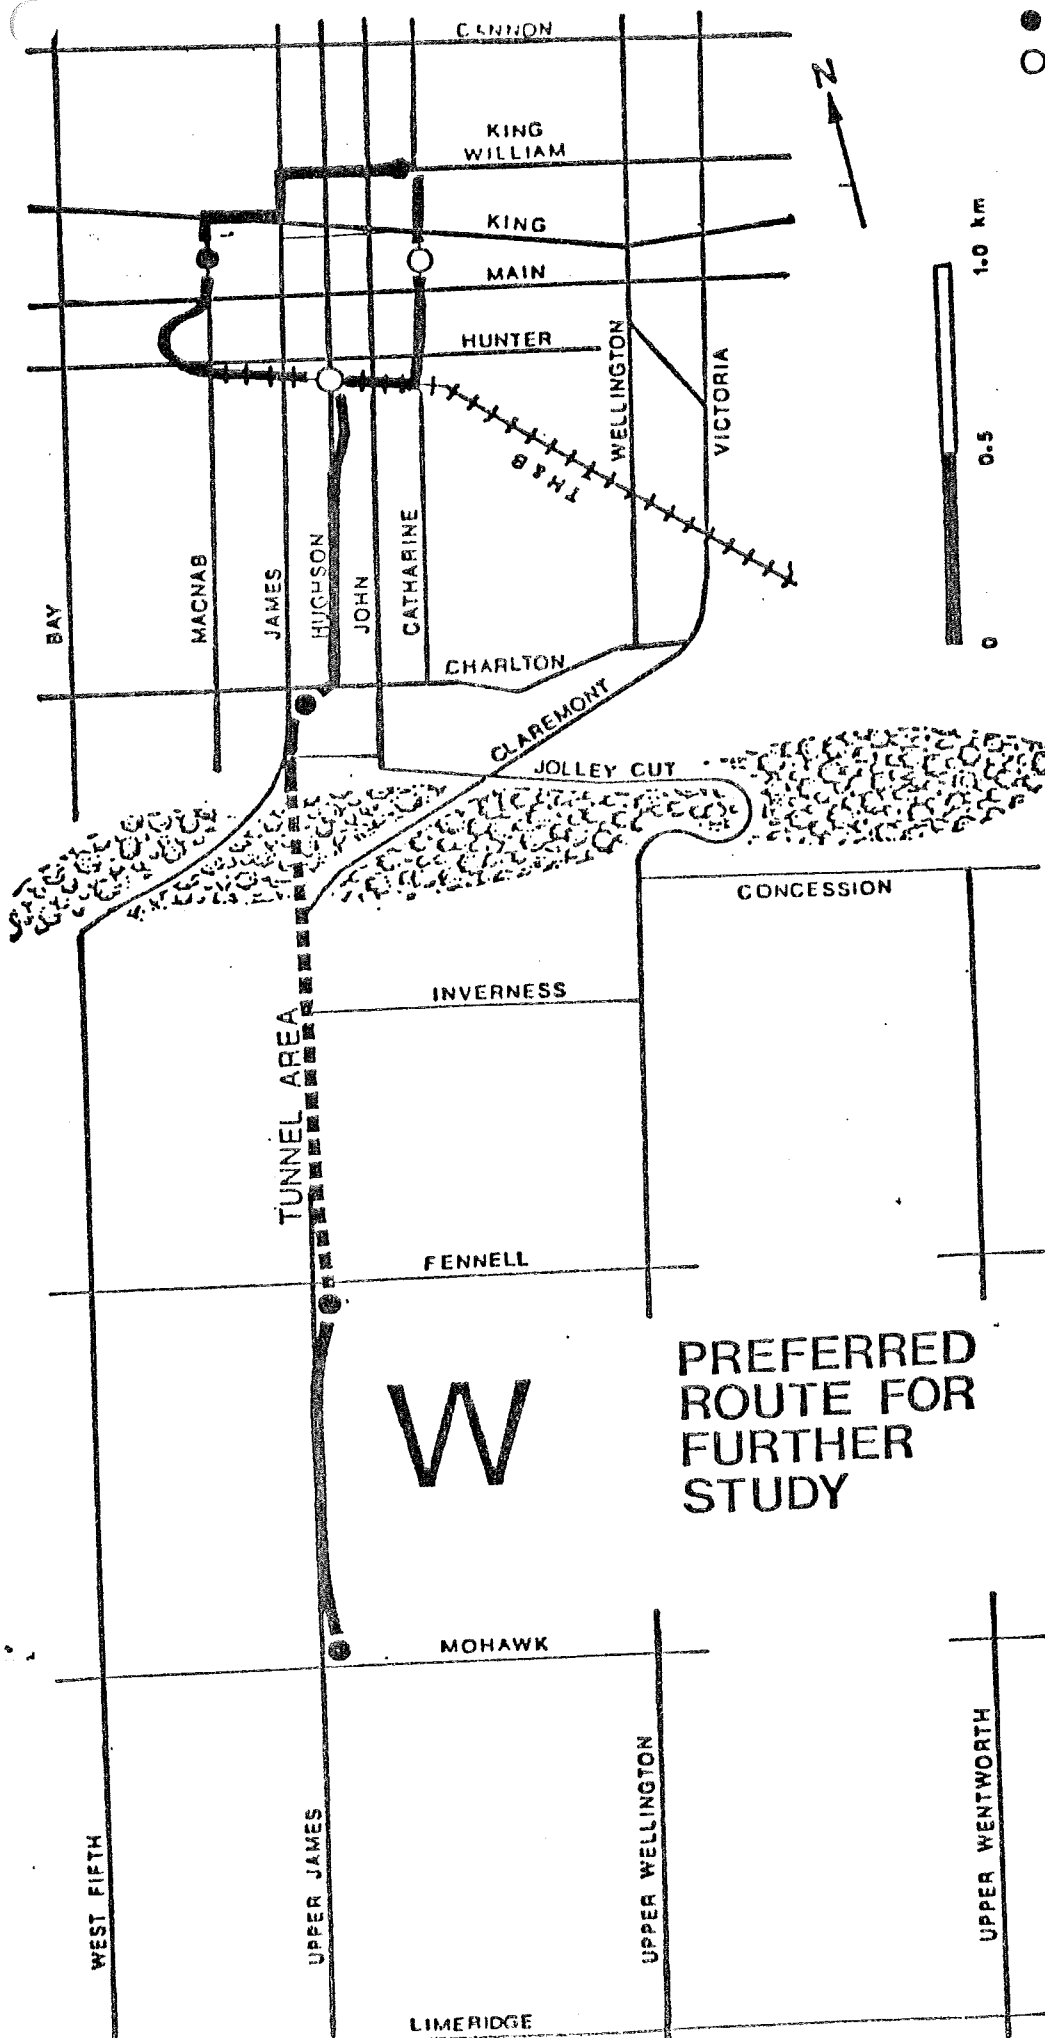 CANNON
N
KING
WILLIAM
KING
MAIN
HUNTER
1.0 km
0.5
0
WELLINGTON
VICTORIA
TH & B
BAY
MACNAB
JAMES
HUGHSON
JOHN
CATHARINE
CHARLTON
CLAREMONT
JOLLEY CUT
CONCESSION
INVERNESS
TUNNEL AREA
FENNELL
W
PREFERRED
ROUTE FOR
FURTHER
STUDY
MOHAWK
WEST FIFTH
UPPER JAMES
UPPER WELLINGTON
UPPER WENTWORTH
LIMERIDGE